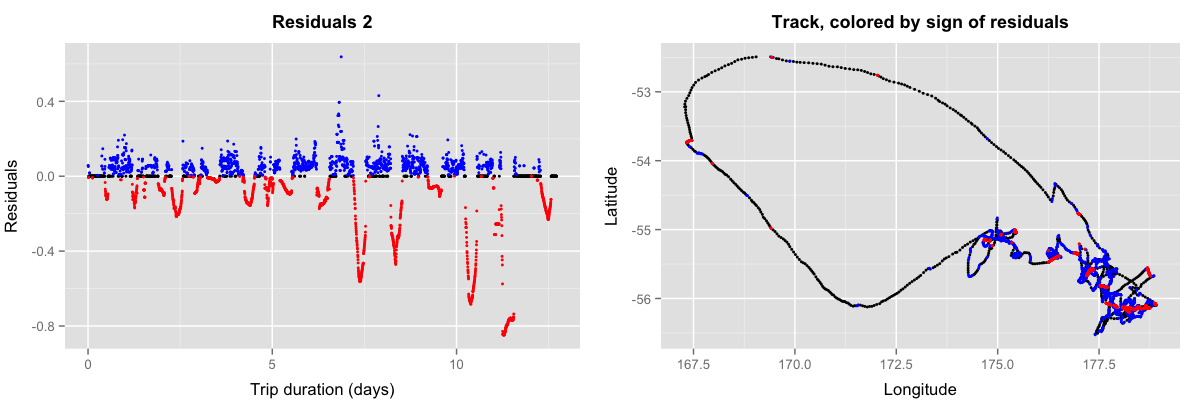 Residuals 2
Residuals
0.4
0.0
-0.4
-0.8
0
5
10
Trip duration (days)
Track, colored by sign of residuals
Latitude
-53
-54
-55
-56
167.5
170.0
172.5
175.0
177.5
Longitude